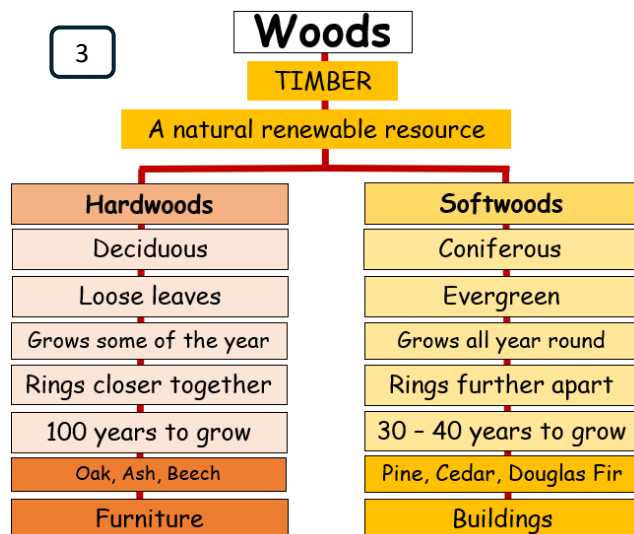 3
Woods
TIMBER
A natural renewable resource
Hardwoods
Deciduous
Loose leaves
Grows some of the year
Rings closer together
100 years to grow
Oak, Ash, Beech
Furniture
Softwoods
Coniferous
Evergreen
Grows all year round
Rings further apart
30 – 40 years to grow
Pine, Cedar, Douglas Fir
Buildings